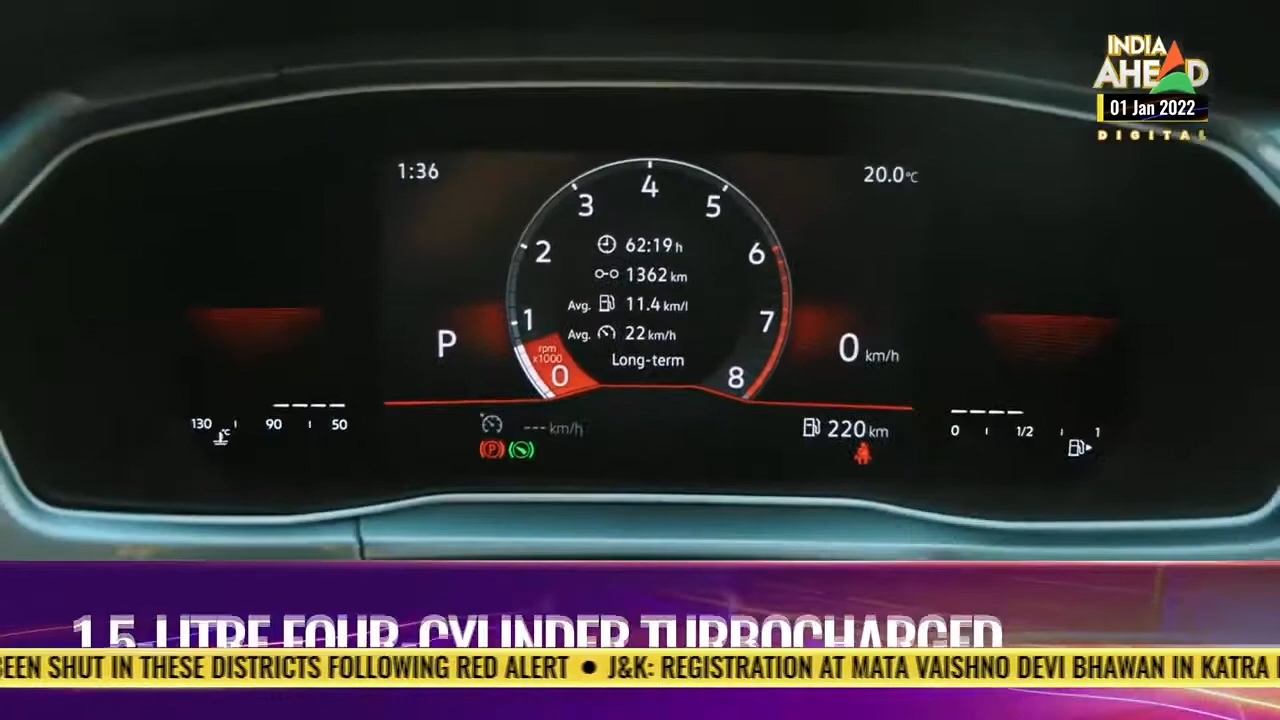 INDIA
AHEAD
01 Jan 2022
DIGITAL
1:36
20.0°C
4
3
5
62:19 h
2
6
1362 km
Avg. 11.4 km/l
1
7
Avg. 22 km/h
P
0 km/h
rpm
x1000
Long-term
0
8
130
90
50
°C
--- km/h
220 km
0
1/2
1
(P)
1.5-LITRE FOUR-CYLINDER TURBOCHARGED
BEEN SHUT IN THESE DISTRICTS FOLLOWING RED ALERT • J&K: REGISTRATION AT MATA VAISHNO DEVI BHAWAN IN KATRA